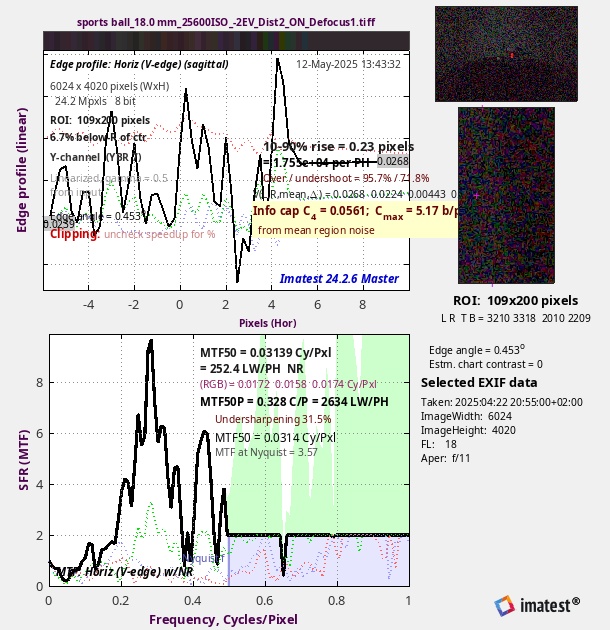 sports ball_18.0 mm_25600ISO_-2EV_Dist2_ON_Defocus1.tiff
Edge profile: Horiz (V-edge) (sagittal)
12-May-2025 13:43:32
6024 x 4020 pixels (WxH)
24.2 Mpxls 8 bit
ROI: 109x200 pixels
6.7% below R of ctr
Y-channel (YBR 7)
Linearized; gamma = 0.5
from input
Edge angle = 0.453°
Clipping: uncheck speedup for %
0.0239
10-90% rise = 0.23 pixels
= 1.755e+04 per PH
0.0268
Over / undershoot = 95.7% / 71.8%
(L,R,mean,△) = 0.0268 0.0224 0.00443 0.
Info cap C4 = 0.0561; Cmax = 5.17 b/p
from mean region noise
Imatest 24.2.6 Master
Edge profile (linear)
-4 -2 0 2 4 6 8
Pixels (Hor)
ROI: 109x200 pixels
L R T B = 3210 3318 2010 2209
Edge angle = 0.453°
Estm. chart contrast = 0
Selected EXIF data
Taken: 2025:04:22 20:55:00+02:00
ImageWidth: 6024
ImageHeight: 4020
FL: 18
Aper: f/11
MTF50 = 0.03139 Cy/Pxl
= 252.4 LW/PH NR
(RGB) = 0.0172 0.0158 0.0174 Cy/Pxl
MTF50P = 0.328 C/P = 2634 LW/PH
Undersharpening 31.5%
MTF50 = 0.0314 Cy/Pxl
MTF at Nyquist = 3.57
Nyquist
MTF: Horiz (V-edge) w/NR
SFR (MTF)
8
6
4
2
0
0 0.2 0.4 0.6 0.8 1
Frequency, Cycles/Pixel
imatest®